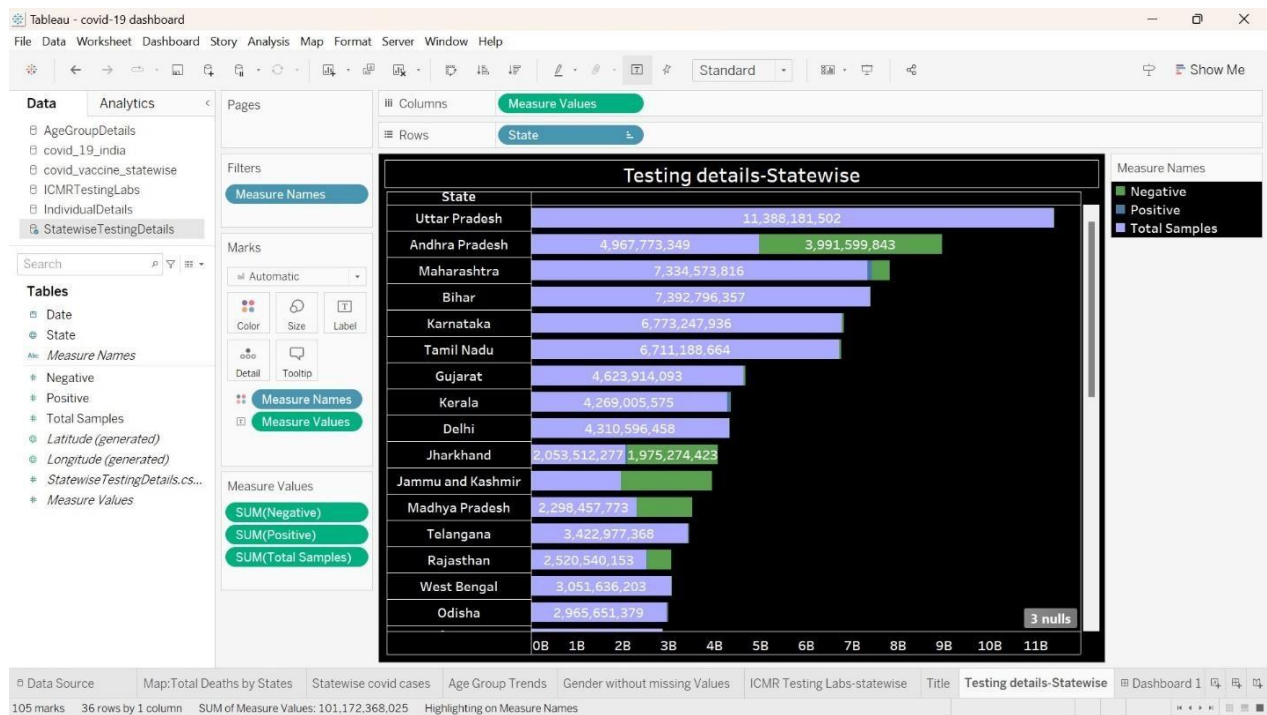 Tableau - covid-19 dashboard
File Data Worksheet Dashboard Story Analysis Map Format Server Window Help
Standard
Show Me
Data Analytics
AgeGroupDetails
covid_19_india
covid_vaccine_statewise
ICMRTestingLabs
IndividualDetails
StatewiseTestingDetails
Search
Tables
Date
State
Abc Measure Names
# Negative
# Positive
# Total Samples
Latitude (generated)
Longitude (generated)
# StatewiseTestingDetails.cs...
# Measure Values
Pages
Filters
Measure Names
Marks
Automatic
Color Size Label
Detail Tooltip
Measure Names
Measure Values
Measure Values
SUM(Negative)
SUM(Positive)
SUM(Total Samples)
Columns Measure Values
Rows State
Testing details-Statewise
State
Uttar Pradesh 11,388,181,502
Andhra Pradesh 4,967,773,349 3,991,599,843
Maharashtra 7,334,573,816
Bihar 7,392,796,357
Karnataka 6,773,247,936
Tamil Nadu 6,711,188,664
Gujarat 4,623,914,093
Kerala 4,269,005,575
Delhi 4,310,596,458
Jharkhand 2,053,512,277 1,975,274,423
Jammu and Kashmir
Madhya Pradesh 2,298,457,773
Telangana 3,422,977,368
Rajasthan 2,520,540,153
West Bengal 3,051,636,203
Odisha 2,965,651,379
3 nulls
0B 1B 2B 3B 4B 5B 6B 7B 8B 9B 10B 11B
Measure Names
Negative
Positive
Total Samples
Data Source Map:Total Deaths by States Statewise covid cases Age Group Trends Gender without missing Values ICMR Testing Labs-statewise Title Testing details-Statewise Dashboard 1
105 marks 36 rows by 1 column SUM of Measure Values: 101,172,368,025 Highlighting on Measure Names